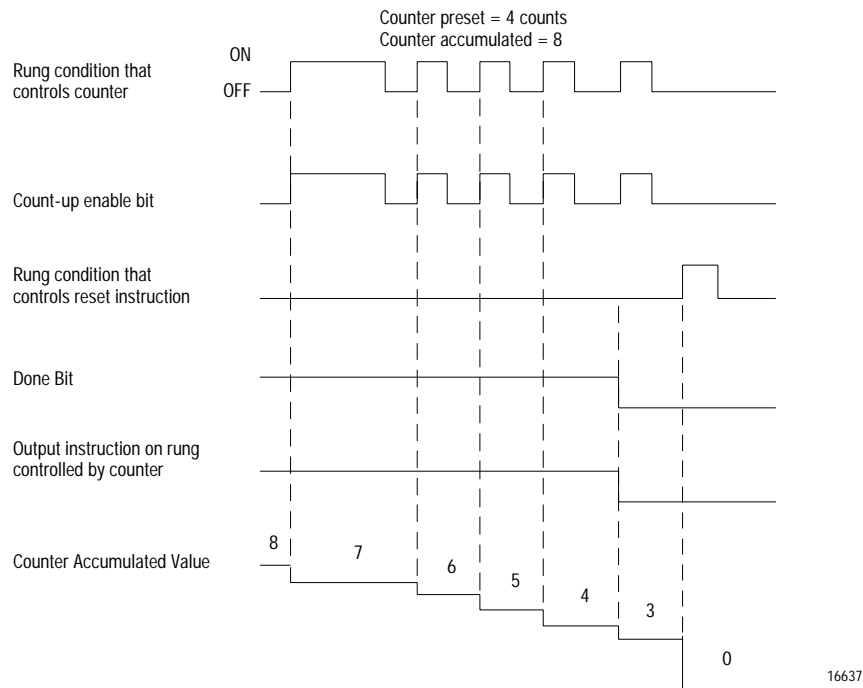 Counter preset = 4 counts
Counter accumulated = 8
ON
Rung condition that
controls counter
OFF
Count-up enable bit
Rung condition that
controls reset instruction
Done Bit
Output instruction on rung
controlled by counter
Counter Accumulated Value
8
7
6
5
4
3
0
16637